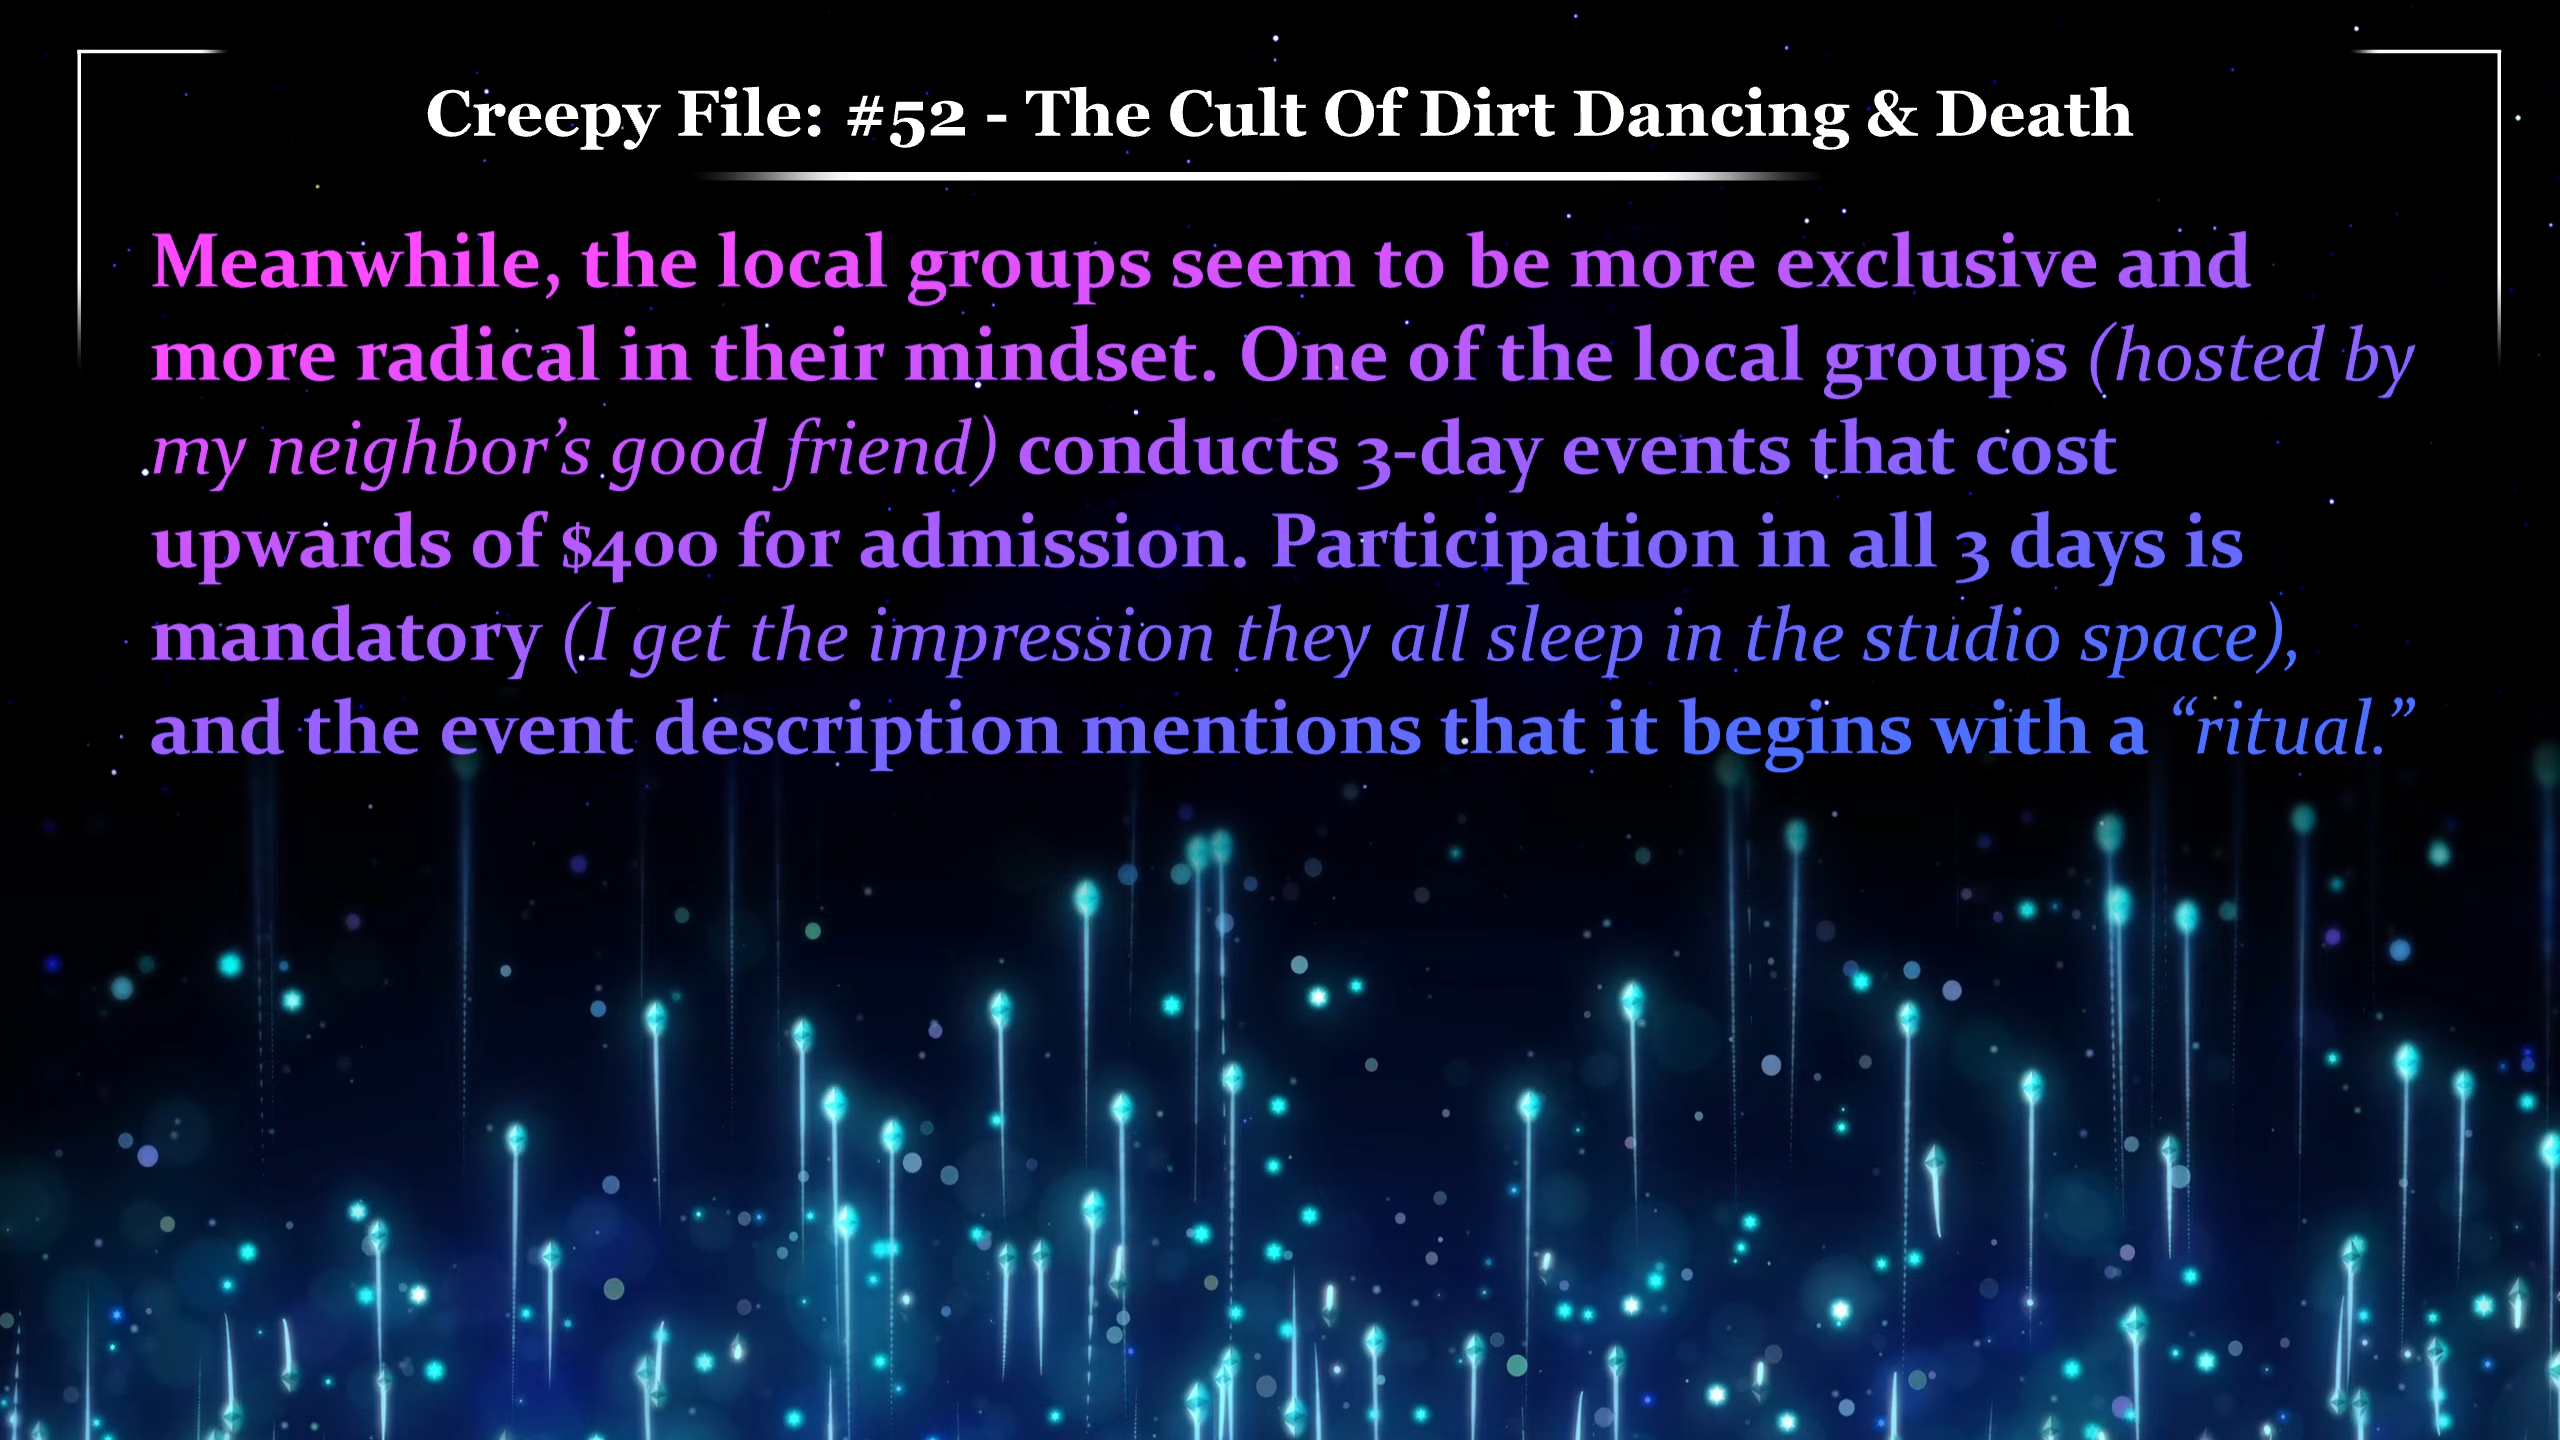 Creepy File: #52 - The Cult Of Dirt Dancing & Death
Meanwhile, the local groups seem to be more exclusive and
more radical in their mindset. One of the local groups (hosted by
my neighbor’s good friend) conducts 3-day events that cost
upwards of $400 for admission. Participation in all 3 days is
mandatory (I get the impression they all sleep in the studio space),
and the event description mentions that it begins with a “ritual.”